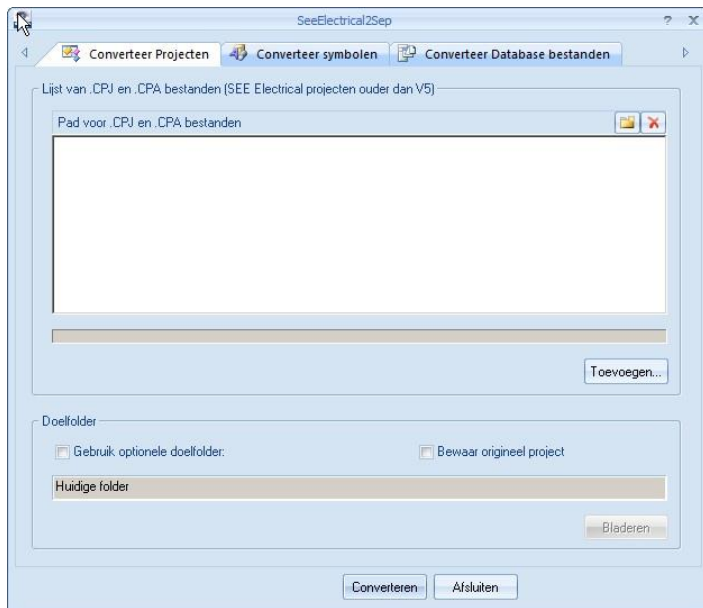 SeeElectrical2Sep
Converteer Projecten
Converteer symbolen
Converteer Database bestanden
Lijst van .CPJ en .CPA bestanden (SEE Electrical projecten ouder dan V5)
Pad voor .CPJ en .CPA bestanden
Toevoegen...
Doelfolder
Gebruik optionele doelfolder:
Bewaar origineel project
Huidige folder
Bladeren
Converteren
Afsluiten